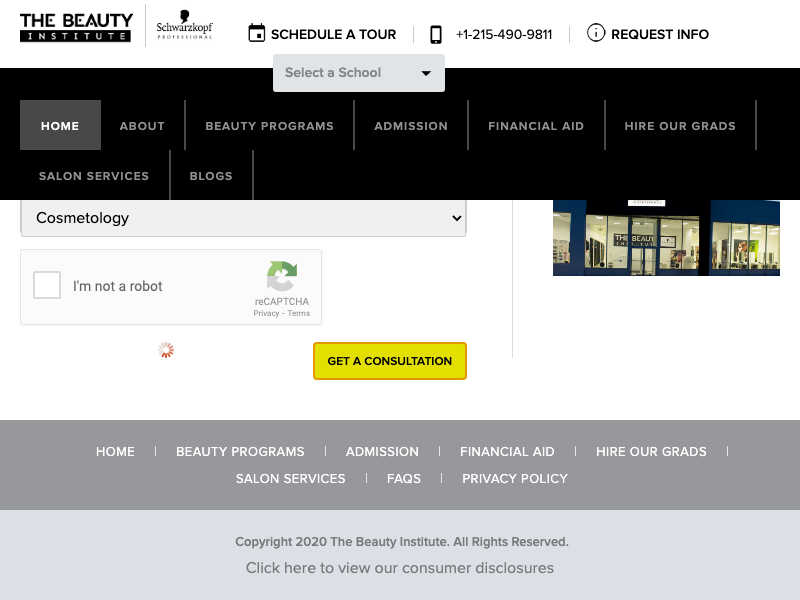 THE BEAUTY
INSTITUTE
Schwarzkopf
PROFESSIONAL
SCHEDULE A TOUR
+1-215-490-9811
REQUEST INFO
Select a School
HOME
ABOUT
BEAUTY PROGRAMS
ADMISSION
FINANCIAL AID
HIRE OUR GRADS
SALON SERVICES
BLOGS
Cosmetology
THE BEAUTY
INSTITUTE
I'm not a robot
reCAPTCHA
Privacy - Terms
GET A CONSULTATION
HOME
BEAUTY PROGRAMS
ADMISSION
FINANCIAL AID
HIRE OUR GRADS
SALON SERVICES
FAQS
PRIVACY POLICY
Copyright 2020 The Beauty Institute. All Rights Reserved.
Click here to view our consumer disclosures